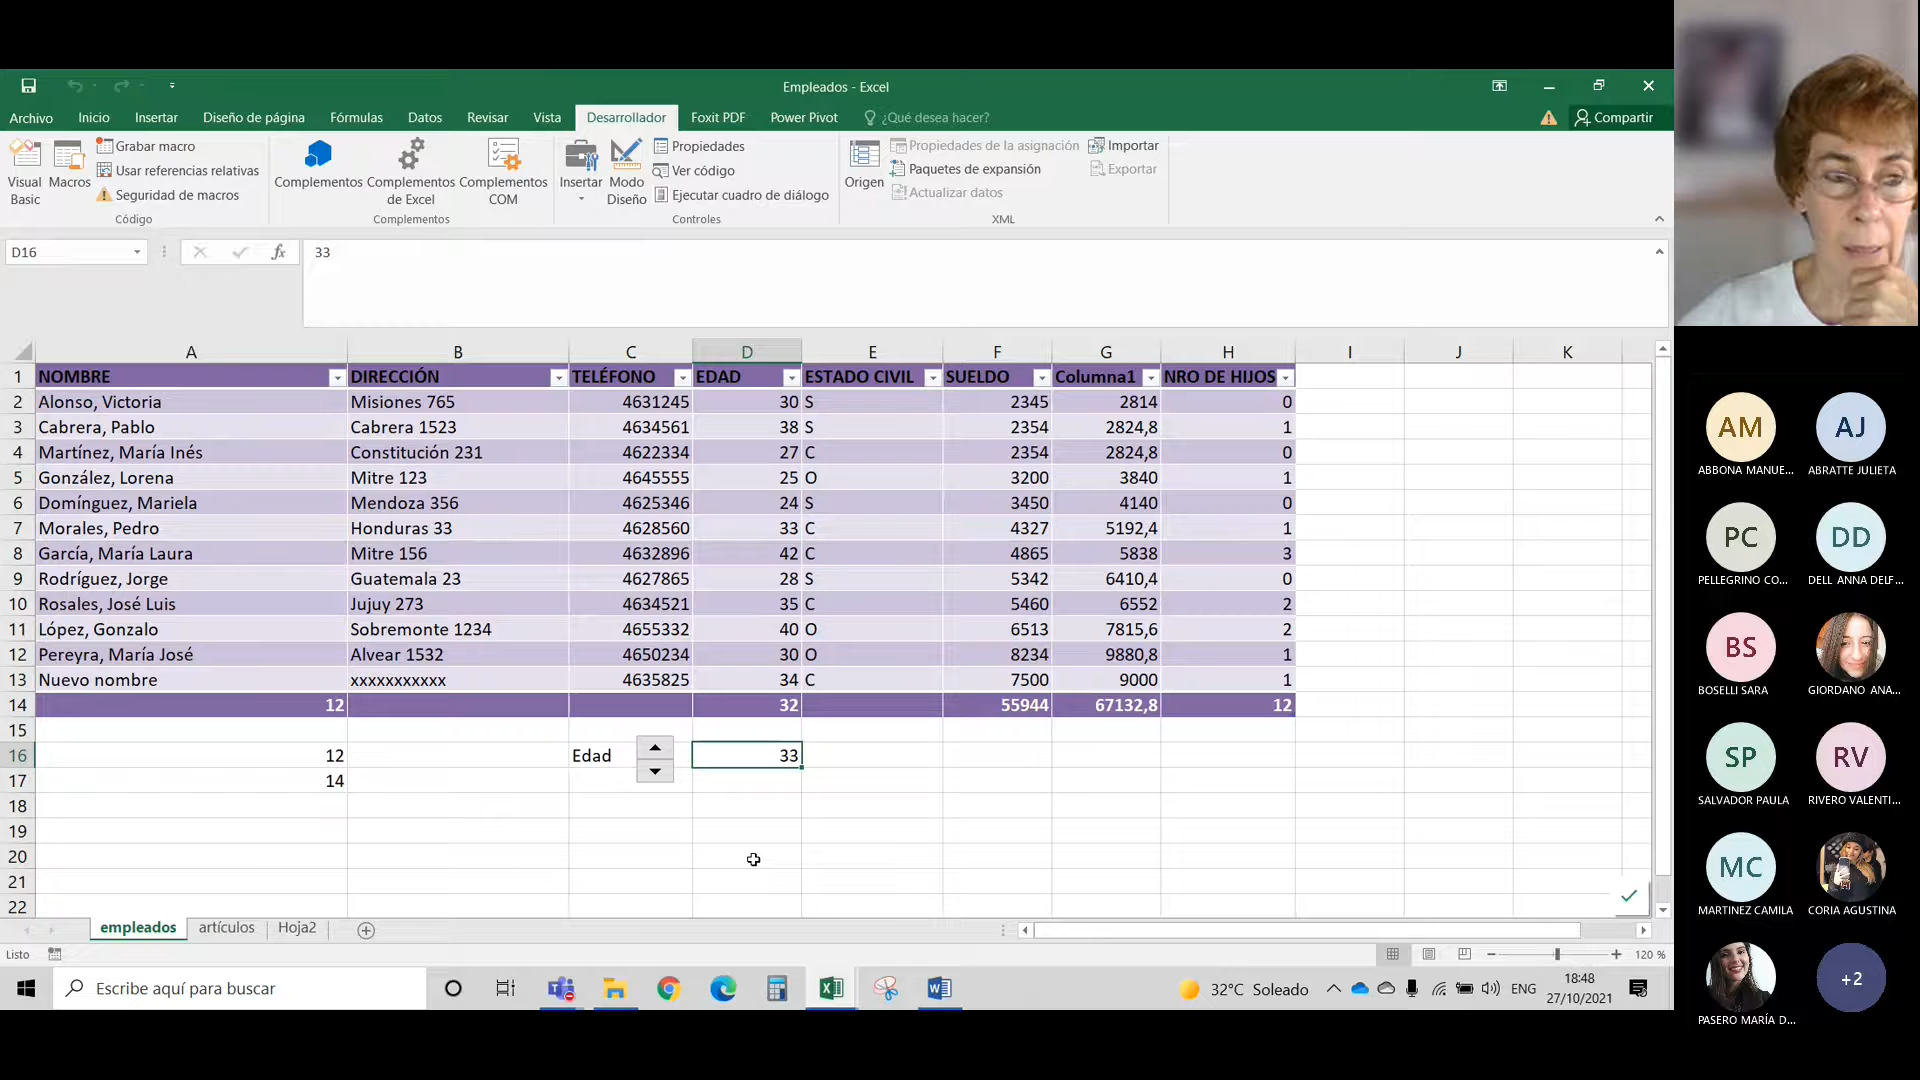 Empleados - Excel
Archivo Inicio Insertar Diseño de página Fórmulas Datos Revisar Vista Desarrollador Foxit PDF Power Pivot ¿Qué desea hacer? Compartir
Visual Basic
Macros
Grabar macro
Usar referencias relativas
Seguridad de macros
Código
Complementos
Complementos de Excel
Complementos COM
Complementos
Insertar
Modo Diseño
Propiedades
Ver código
Ejecutar cuadro de diálogo
Controles
Origen
Propiedades de la asignación
Paquetes de expansión
Actualizar datos
Importar
Exportar
XML
D16 fx 33
A B C D E F G H I J K
1 NOMBRE DIRECCIÓN TELÉFONO EDAD ESTADO CIVIL SUELDO Columna1 NRO DE HIJOS
2 Alonso, Victoria Misiones 765 4631245 30 S 2345 2814 0
3 Cabrera, Pablo Cabrera 1523 4634561 38 S 2354 2824,8 1
4 Martínez, María Inés Constitución 231 4622334 27 C 2354 2824,8 0
5 González, Lorena Mitre 123 4645555 25 O 3200 3840 1
6 Domínguez, Mariela Mendoza 356 4625346 24 S 3450 4140 0
7 Morales, Pedro Honduras 33 4628560 33 C 4327 5192,4 1
8 García, María Laura Mitre 156 4632896 42 C 4865 5838 3
9 Rodríguez, Jorge Guatemala 23 4627865 28 S 5342 6410,4 0
10 Rosales, José Luis Jujuy 273 4634521 35 C 5460 6552 2
11 López, Gonzalo Sobremonte 1234 4655332 40 O 6513 7815,6 2
12 Pereyra, María José Alvear 1532 4650234 30 O 8234 9880,8 1
13 Nuevo nombre xxxxxxxxxxx 4635825 34 C 7500 9000 1
14 12 32 55944 67132,8 12
15
16 12 Edad 33
17 14
18
19
20
21
22
empleados artículos Hoja2
Listo 120 %
Escribe aquí para buscar
32°C Soleado ENG 18:48
27/10/2021
AM AJ
ABBONA MANUE... ABRATTE JULIETA
PC DD
PELLEGRINO CO... DELL ANNA DELF...
BS
BOSELLI SARA GIORDANO ANA...
SP RV
SALVADOR PAULA RIVERO VALENTI...
MC
MARTINEZ CAMILA CORIA AGUSTINA
+2
PASERO MARÍA D...